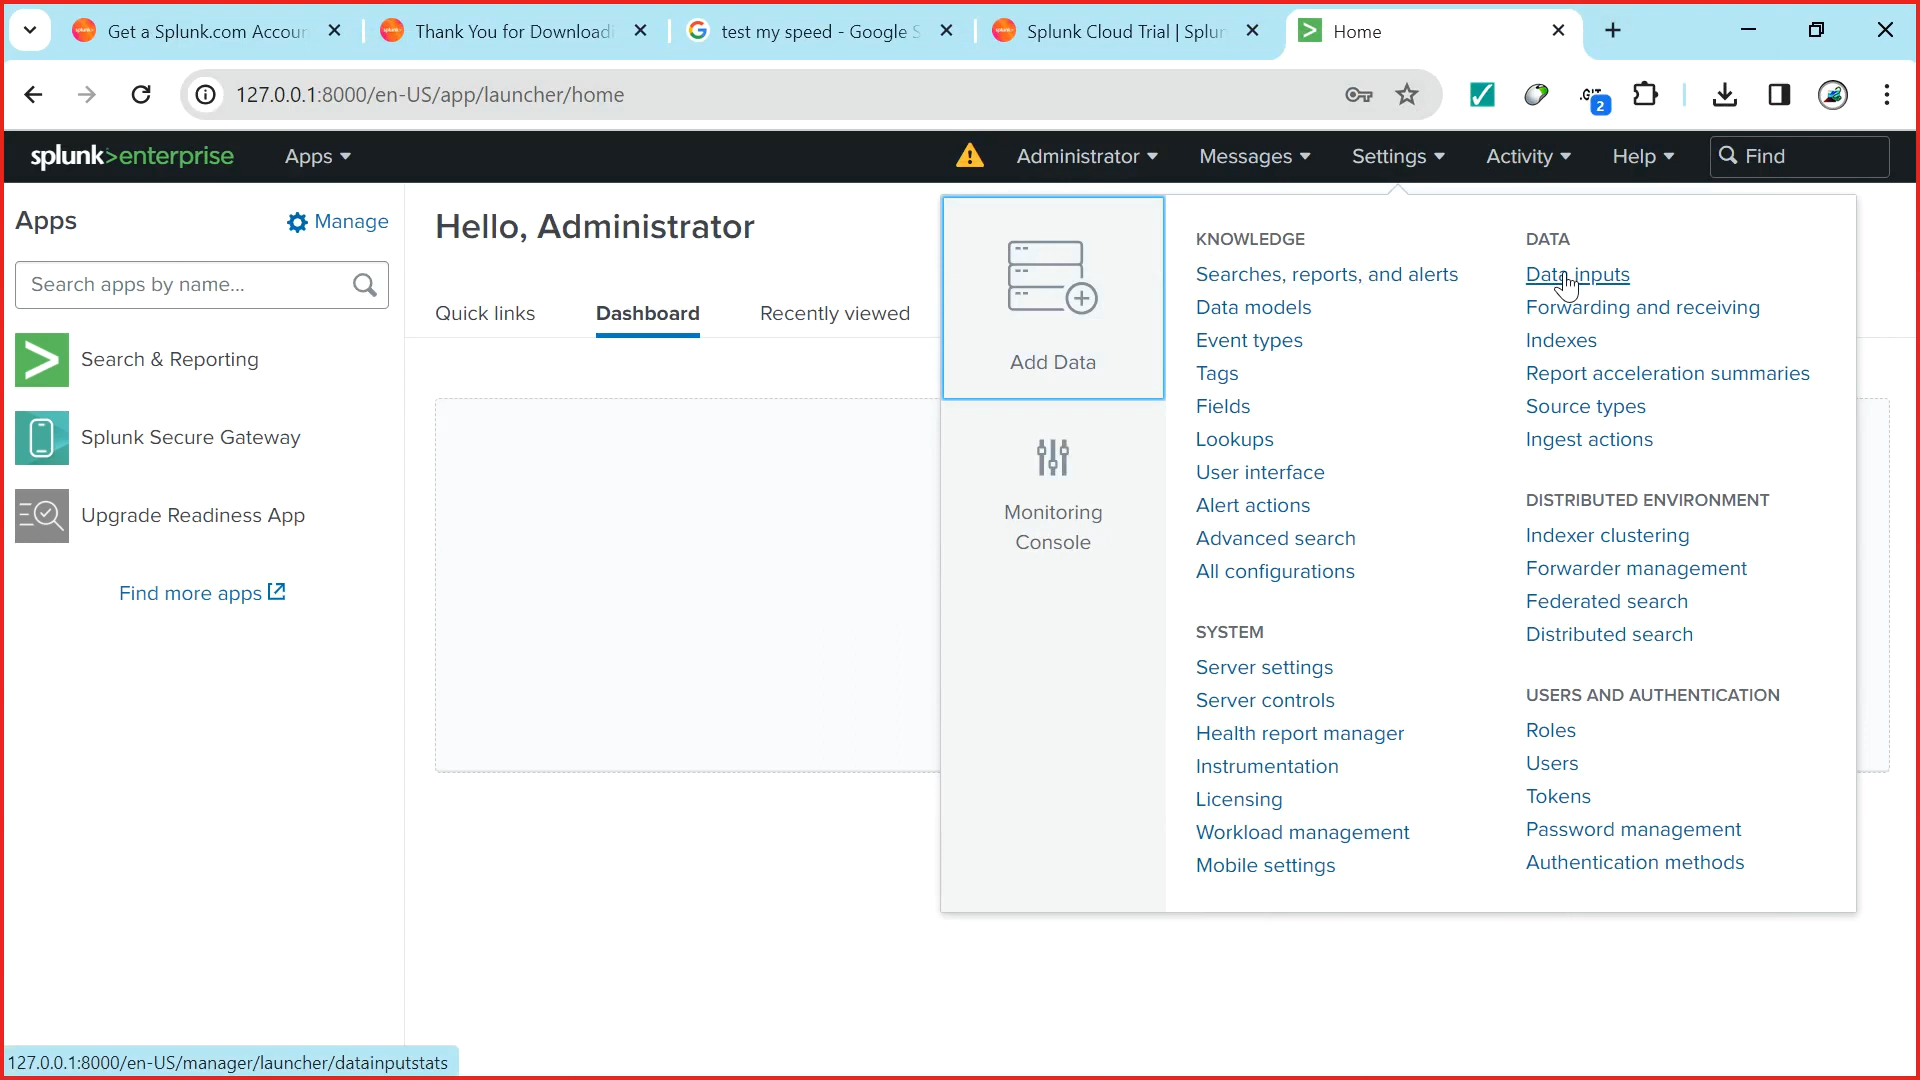 Get a Splunk.com Accoun
Thank You for Downloadi
test my speed - Google S
Splunk Cloud Trial | Splun
Home
127.0.0.1:8000/en-US/app/launcher/home
.GIT
2
splunk>enterprise
Apps
Administrator
Messages
Settings
Activity
Help
Find
Apps
Manage
Search apps by name...
Search & Reporting
Splunk Secure Gateway
Upgrade Readiness App
Find more apps
Hello, Administrator
Quick links
Dashboard
Recently viewed
Add Data
Monitoring
Console
KNOWLEDGE
Searches, reports, and alerts
Data models
Event types
Tags
Fields
Lookups
User interface
Alert actions
Advanced search
All configurations
SYSTEM
Server settings
Server controls
Health report manager
Instrumentation
Licensing
Workload management
Mobile settings
DATA
Data inputs
Forwarding and receiving
Indexes
Report acceleration summaries
Source types
Ingest actions
DISTRIBUTED ENVIRONMENT
Indexer clustering
Forwarder management
Federated search
Distributed search
USERS AND AUTHENTICATION
Roles
Users
Tokens
Password management
Authentication methods
127.0.0.1:8000/en-US/manager/launcher/datainputstats